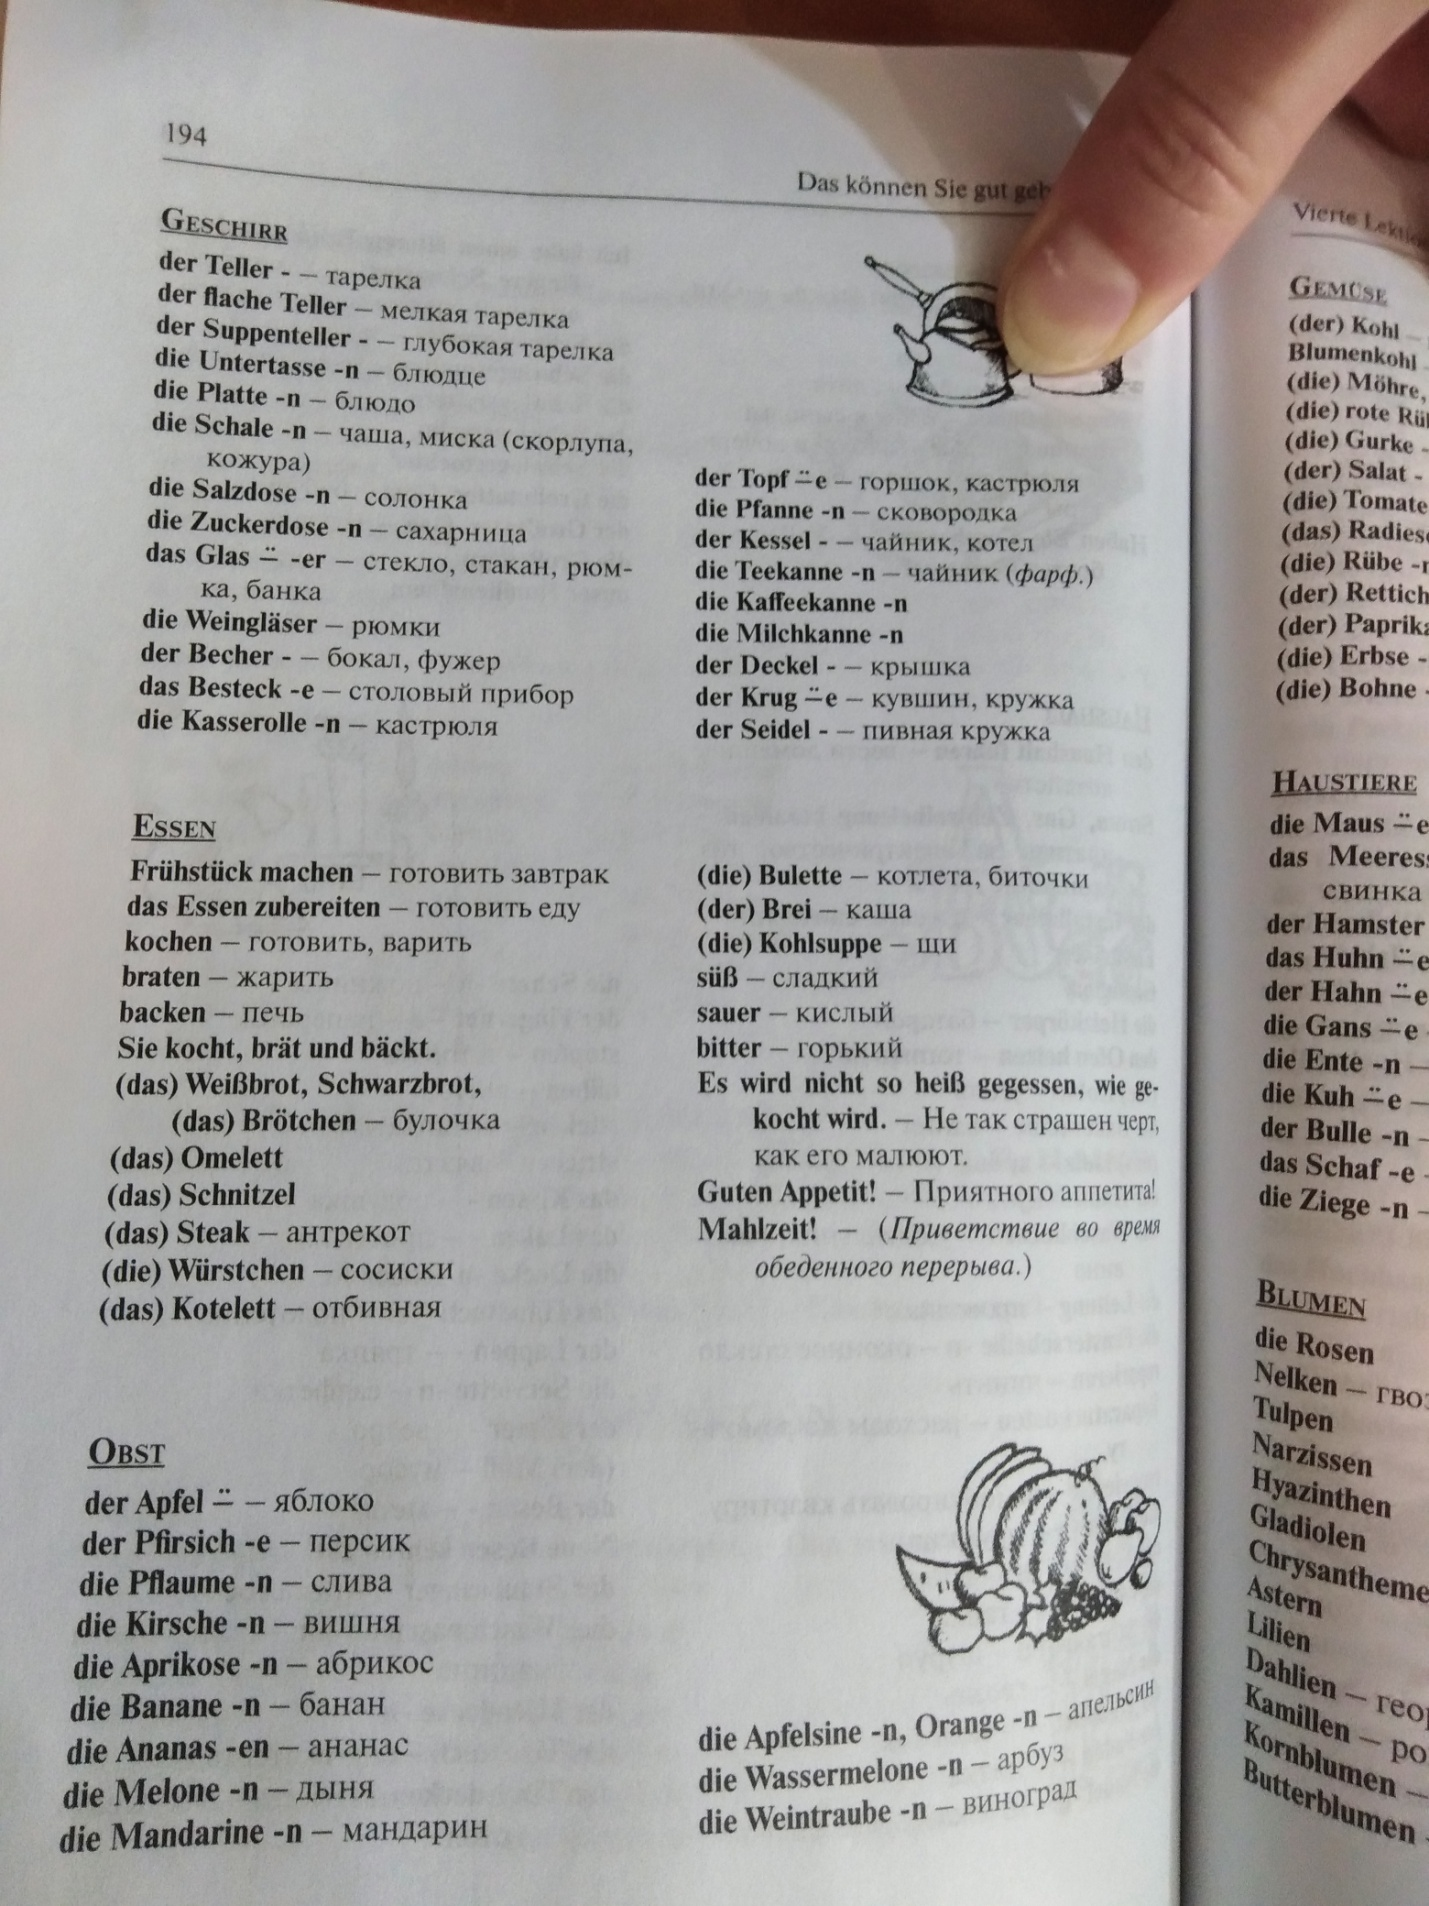 194
Das können Sie gut
GESCHIRR
der Teller - – тарелка
der flache Teller – мелкая тарелка
der Suppenteller - – глубокая тарелка
die Untertasse -n – блюдце
die Platte -n – блюдо
die Schale -n – чаша, миска (скорлупа,
кожура)
die Salzdose -n – солонка
die Zuckerdose -n – сахарница
das Glas ¨ -er – стекло, стакан, рюм-
ка, банка
die Weingläser – рюмки
der Becher - – бокал, фужер
das Besteck -e – столовый прибор
die Kasserolle -n – кастрюля
der Topf ¨-e – горшок, кастрюля
die Pfanne -n – сковородка
der Kessel - – чайник, котел
die Teekanne -n – чайник (фарф.)
die Kaffeekanne -n
die Milchkanne -n
der Deckel - – крышка
der Krug ¨-e – кувшин, кружка
der Seidel - – пивная кружка
ESSEN
Frühstück machen – готовить завтрак
das Essen zubereiten – готовить еду
kochen – готовить, варить
braten – жарить
backen – печь
Sie kocht, brät und bäckt.
(das) Weißbrot, Schwarzbrot,
(das) Brötchen – булочка
(das) Omelett
(das) Schnitzel
(das) Steak – антрекот
(die) Würstchen – сосиски
(das) Kotelett – отбивная
(die) Bulette – котлета, биточки
(der) Brei – каша
(die) Kohlsuppe – щи
süß – сладкий
sauer – кислый
bitter – горький
Es wird nicht so heiß gegessen, wie ge-
kocht wird. – Не так страшен черт,
как его малюют.
Guten Appetit! – Приятного аппетита!
Mahlzeit! – (Приветствие во время
обеденного перерыва.)
OBST
der Apfel ¨- – яблоко
der Pfirsich -e – персик
die Pflaume -n – слива
die Kirsche -n – вишня
die Aprikose -n – абрикос
die Banane -n – банан
die Ananas -en – ананас
die Melone -n – дыня
die Mandarine -n – мандарин
die Apfelsine -n, Orange -n – апельсин
die Wassermelone -n – арбуз
die Weintraube -n – виноград
Vierte
GEMÜSE
(der) Kohl –
Blumenkohl
(die) Möhre,
(die) rote
(die) Gurke -
(der) Salat -
(die) Tomate
(das)
(die) Rübe
(der) Rettich
(der)
(die) Erbse -
(die) Bohne
HAUSTIERE
die Maus ¨-e
das
свинка
der Hamster
das Huhn
der Hahn ¨-e
die Gans ¨-e
die Ente -n –
die Kuh ¨-e –
der Bulle -n –
das Schaf -e
die Ziege -n –
BLUMEN
die Rosen
Nelken –
Tulpen
Narzissen
Hyazinthen
Gladiolen
Astern
Lilien
Dahlien –
Kamillen –
Kornblumen –
Butterblumen